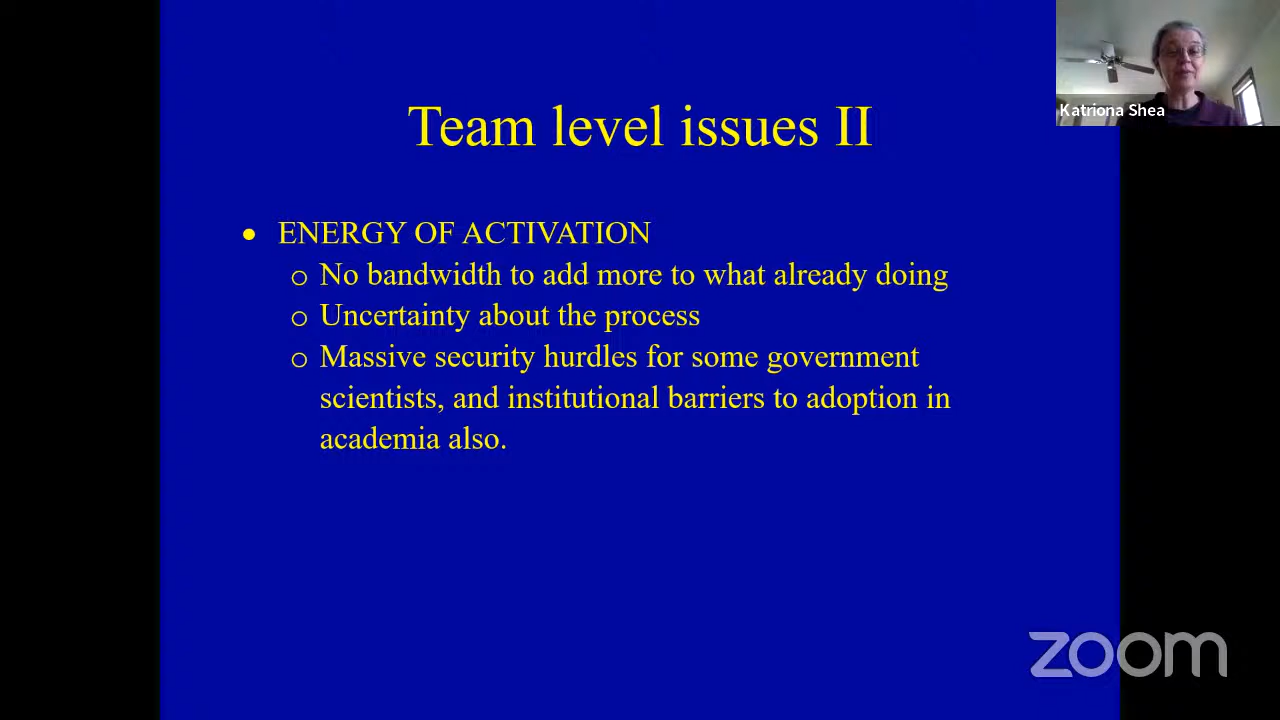 Team level issues II
Katriona Shea
• ENERGY OF ACTIVATION
o No bandwidth to add more to what already doing
o Uncertainty about the process
o Massive security hurdles for some government
scientists, and institutional barriers to adoption in
academia also.
zoom